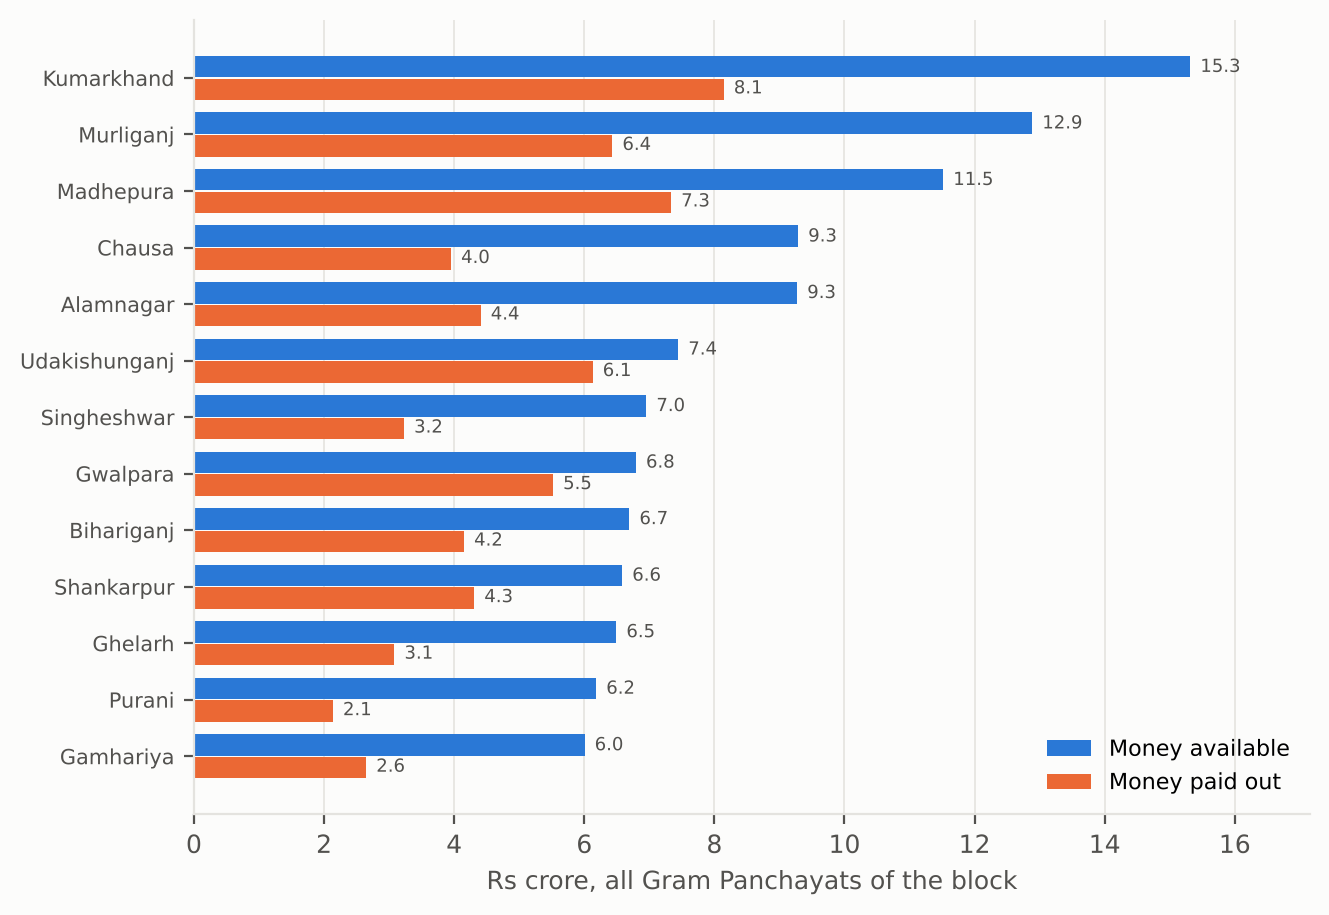 Kumarkhand 15.3
8.1
Murliganj 12.9
6.4
Madhepura 11.5
7.3
Chausa 9.3
4.0
Alamnagar 9.3
4.4
Udakishunganj 7.4
6.1
Singheshwar 7.0
3.2
Gwalpara 6.8
5.5
Bihariganj 6.7
4.2
Shankarpur 6.6
4.3
Ghelarh 6.5
3.1
Purani 6.2
2.1
Gamhariya 6.0
2.6
Money available
Money paid out
0 2 4 6 8 10 12 14 16
Rs crore, all Gram Panchayats of the block